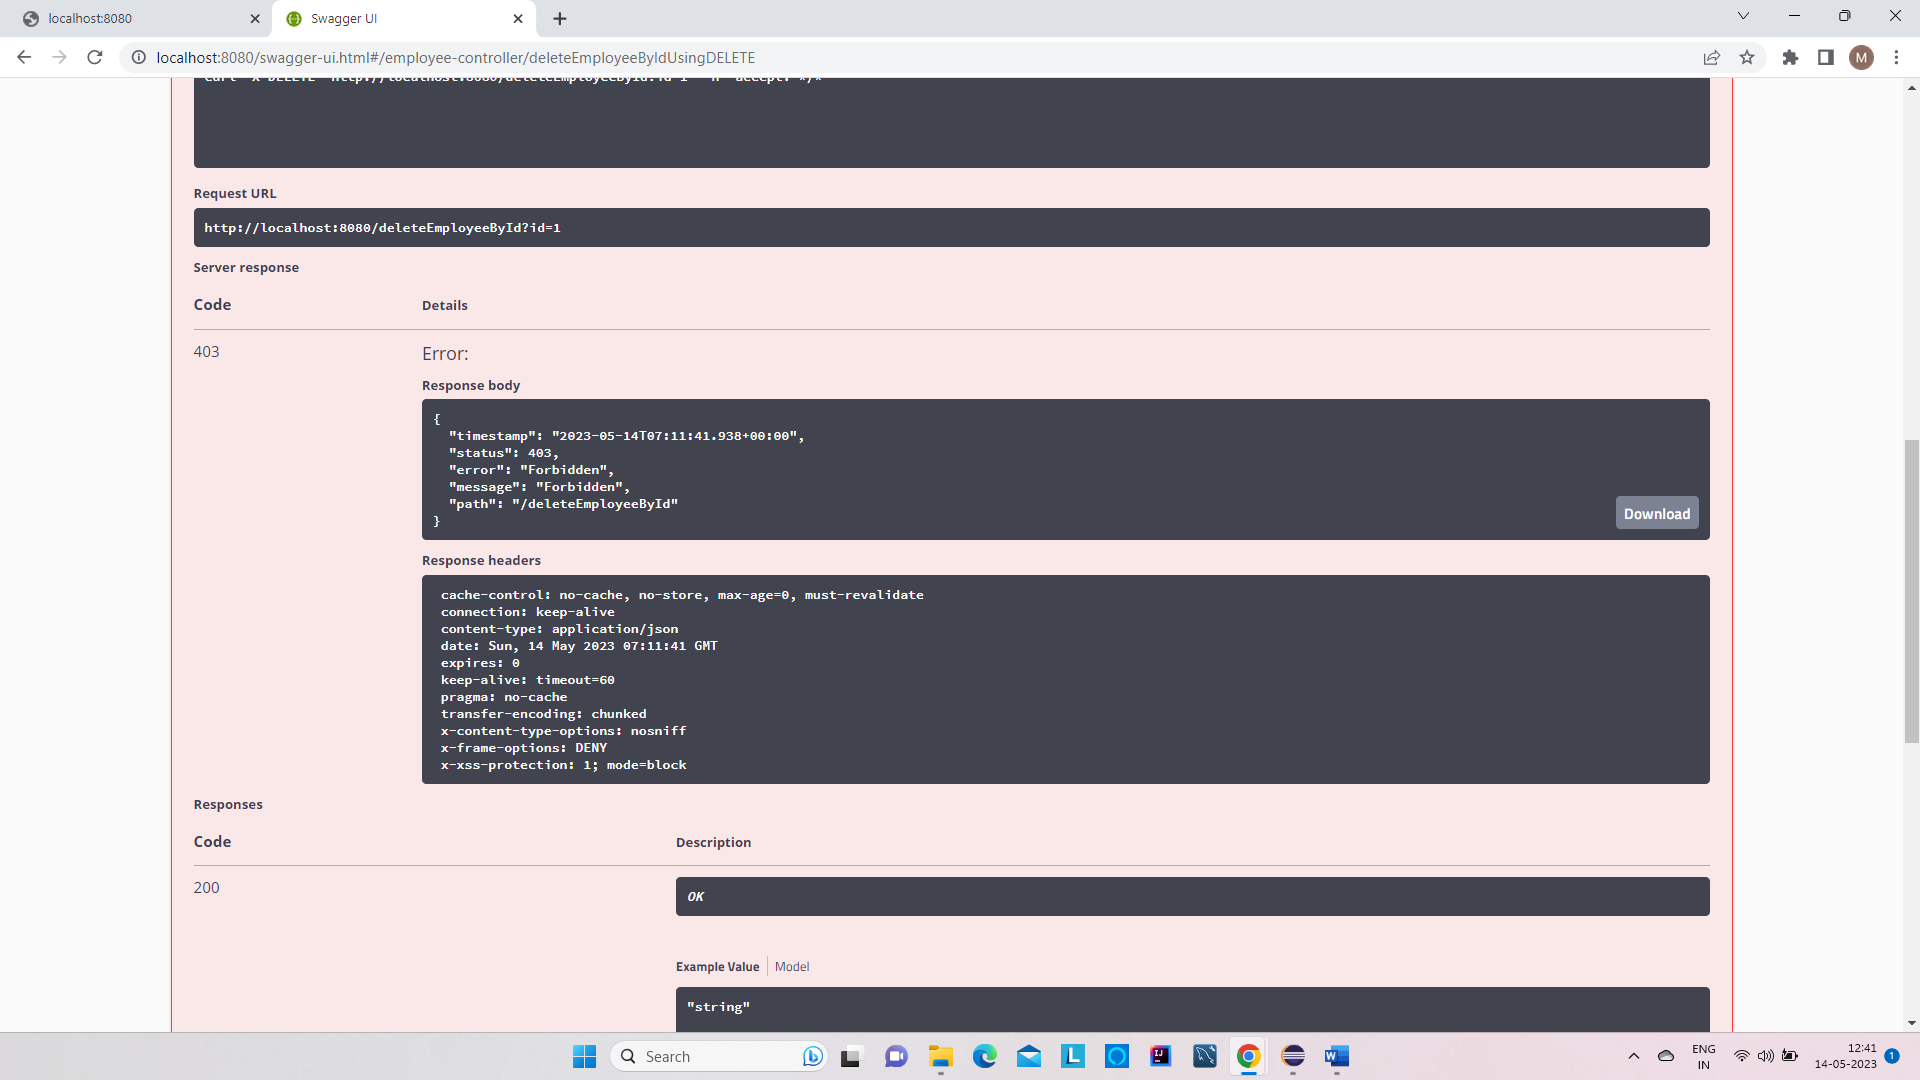 localhost:8080
Swagger UI
localhost:8080/swagger-ui.html#/employee-controller/deleteEmployeeByIdUsingDELETE
M
Request URL
http://localhost:8080/deleteEmployeeById?id=1
Server response
Code Details
403 Error:
Response body
{
"timestamp": "2023-05-14T07:11:41.938+00:00",
"status": 403,
"error": "Forbidden",
"message": "Forbidden",
"path": "/deleteEmployeeById"
}
Download
Response headers
cache-control: no-cache, no-store, max-age=0, must-revalidate
connection: keep-alive
content-type: application/json
date: Sun, 14 May 2023 07:11:41 GMT
expires: 0
keep-alive: timeout=60
pragma: no-cache
transfer-encoding: chunked
x-content-type-options: nosniff
x-frame-options: DENY
x-xss-protection: 1; mode=block
Responses
Code Description
200 OK
Example Value Model
"string"
Search
L
IJ
W
ENG
IN
12:41
14-05-2023
1